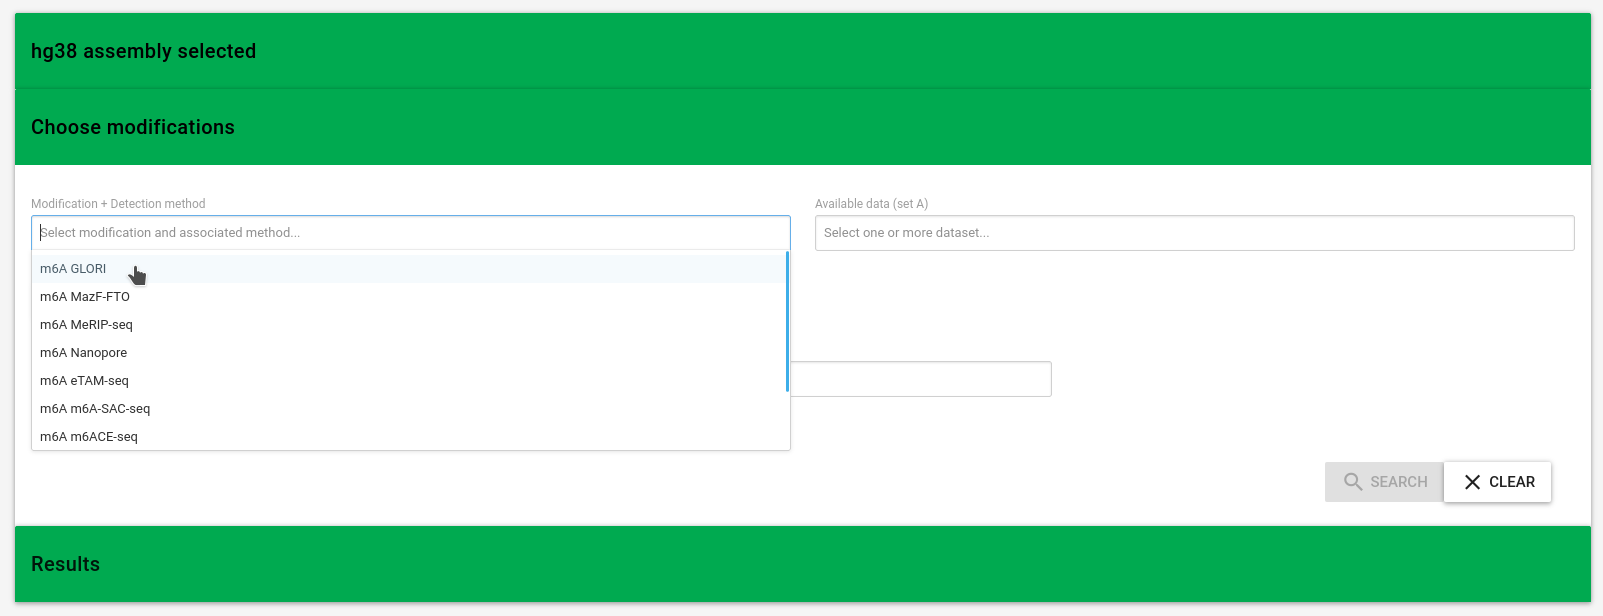 hg38 assembly selected
Choose modifications
Modification + Detection method
Select modification and associated method...
m6A GLORI
m6A MazF-FTO
m6A MeRIP-seq
m6A Nanopore
m6A eTAM-seq
m6A m6A-SAC-seq
m6A m6ACE-seq
Available data (set A)
Select one or more dataset...
SEARCH
CLEAR
Results